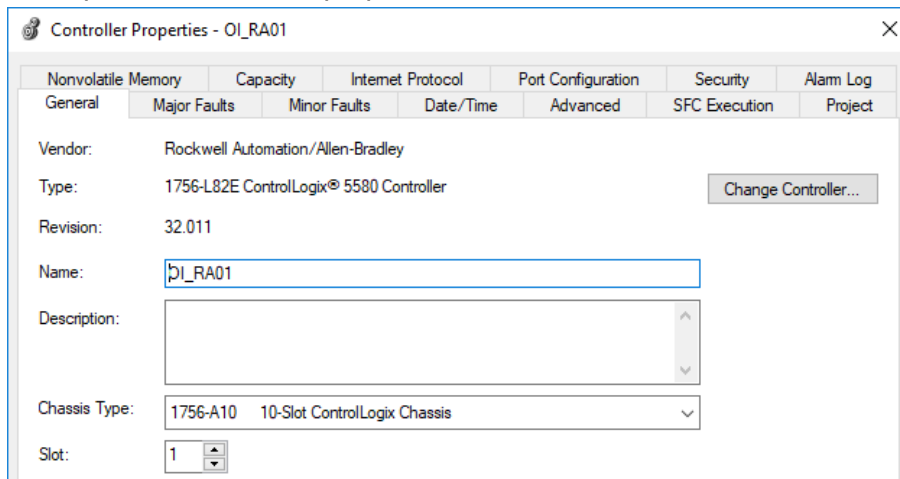 Controller Properties - OI_RA01
Nonvolatile Memory Capacity Internet Protocol Port Configuration Security Alarm Log
General Major Faults Minor Faults Date/Time Advanced SFC Execution Project
Vendor: Rockwell Automation/Allen-Bradley
Type: 1756-L82E ControlLogix® 5580 Controller Change Controller...
Revision: 32.011
Name: OI_RA01
Description:
Chassis Type: 1756-A10 10-Slot ControlLogix Chassis
Slot: 1